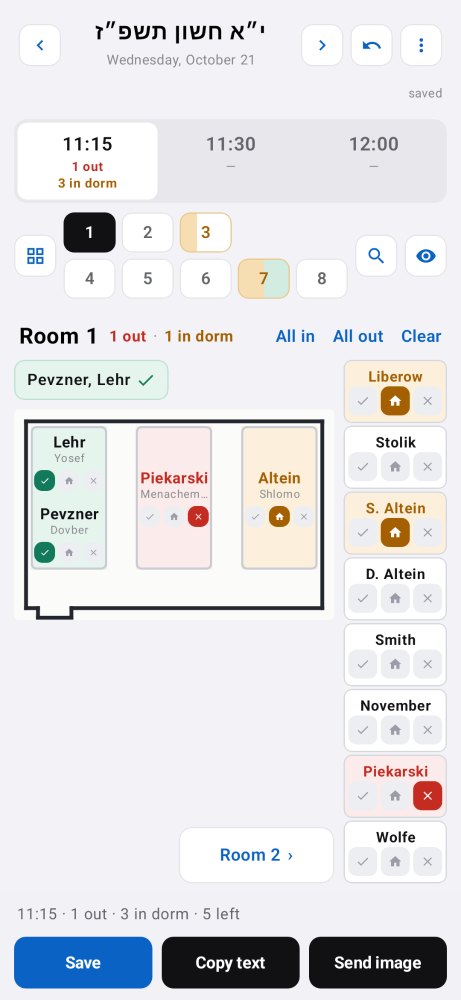 י״א חשון תשפ״ז
Wednesday, October 21
saved
11:15
1 out
3 in dorm
11:30
–
12:00
–
1
2
3
4
5
6
7
8
Room 1 1 out · 1 in dorm All in All out Clear
Pevzner, Lehr
Lehr
Yosef
Pevzner
Dovber
Piekarski
Menachem…
Altein
Shlomo
Liberow
Stolik
S. Altein
D. Altein
Smith
November
Piekarski
Wolfe
Room 2 ›
11:15 · 1 out · 3 in dorm · 5 left
Save
Copy text
Send image